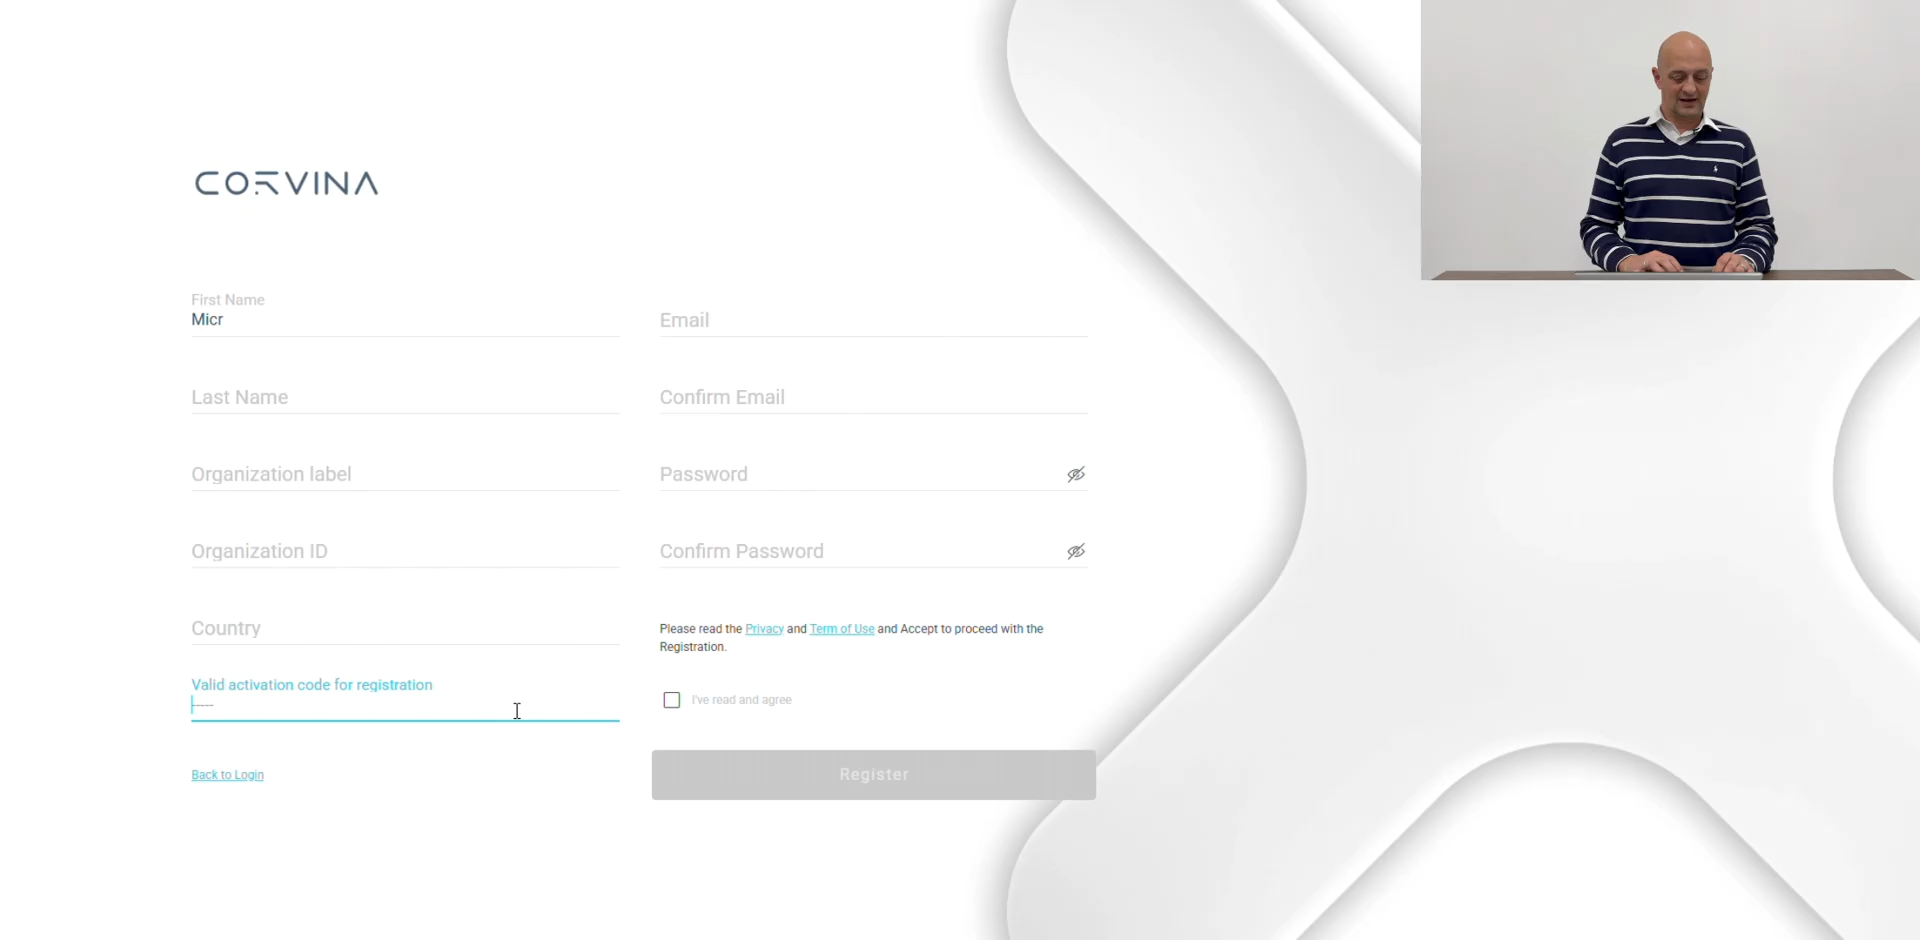 CORVINA
First Name
Micr
Last Name
Organization label
Organization ID
Country
Valid activation code for registration
-----
Back to Login
Email
Confirm Email
Password
Confirm Password
Please read the Privacy and Term of Use and Accept to proceed with the
Registration.
I've read and agree
Register